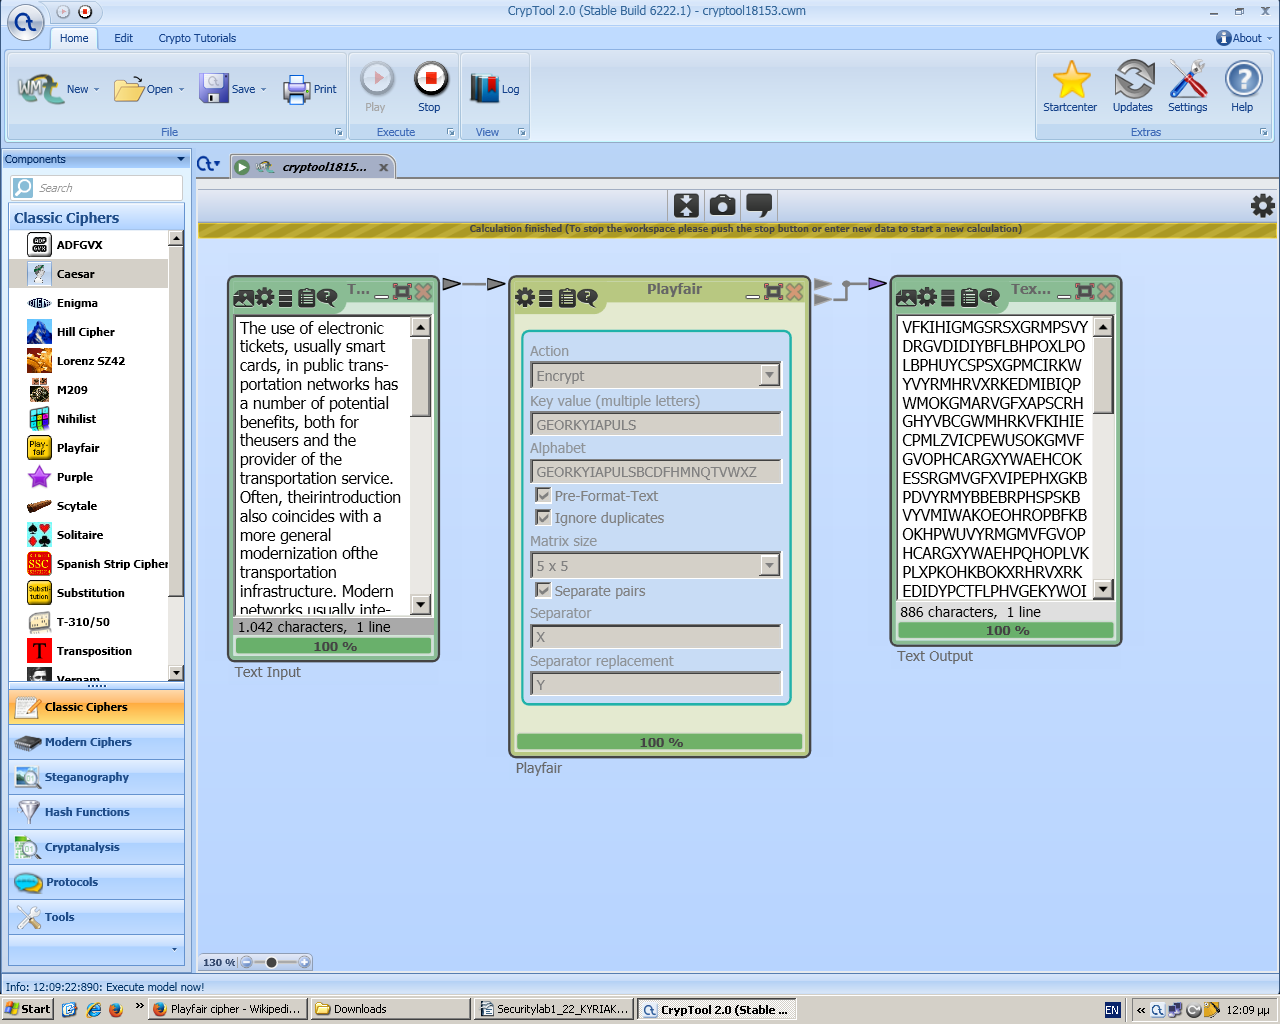 CrypTool 2.0 (Stable Build 6222.1) - cryptool18153.cwm
Home Edit Crypto Tutorials About
New Open Save Print Play Stop Log Startcenter Updates Settings Help
File Execute View Extras
Components
cryptool1815...
Search
Classic Ciphers
ADFGVX
Caesar
Enigma
Hill Cipher
Lorenz SZ42
M209
Nihilist
Playfair
Purple
Scytale
Solitaire
Spanish Strip Cipher
Substitution
T-310/50
Transposition
Vernam
Classic Ciphers
Modern Ciphers
Steganography
Hash Functions
Cryptanalysis
Protocols
Tools
Calculation finished (To stop the workspace please push the stop button or enter new data to start a new calculation)
T...
The use of electronic
tickets, usually smart
cards, in public trans-
portation networks has
a number of potential
benefits, both for
theusers and the
provider of the
transportation service.
Often, theirintroduction
also coincides with a
more general
modernization ofthe
transportation
infrastructure. Modern
networks usually inte-
1.042 characters, 1 line
100 %
Text Input
Playfair
Action
Encrypt
Key value (multiple letters)
GEORKYIAPULS
Alphabet
GEORKYIAPULSBCDFHMNQTVWXZ
Pre-Format-Text
Ignore duplicates
Matrix size
5 x 5
Separate pairs
Separator
X
Separator replacement
Y
100 %
Playfair
Tex...
VFKIHIGMGSRSXGRMPSVY
DRGVDIDIYBFLBHPOXLPO
LBPHUYCSPSXGPMCIRKW
YVYRMHRVXRKEDMIBIQP
WMOKGMARVGFXAPSCRH
GHYVBCGWMHRKVFKIHIE
CPMLZVICPEWUSOKGMVF
GVOPHCARGXYWAEHCOK
ESSRGMVGFXVIPEPHXGKB
PDVYRMYBBEBRPHSPSKB
VYVMIWAKOEOHROPBFKB
OKHPWUVYRMGMVFGVOP
HCARGXYWAEHPQHOPLVK
PLXPKOHKBOKXRHRVXRK
EDIDYPCTFLPHVGEKYWOI
886 characters, 1 line
100 %
Text Output
130 %
Info: 12:09:22:890: Execute model now!
Start » Playfair cipher - Wikipedi... Downloads Securitylab1_22_KYRIAK... CrypTool 2.0 (Stable ... EN « 12:09 μμ